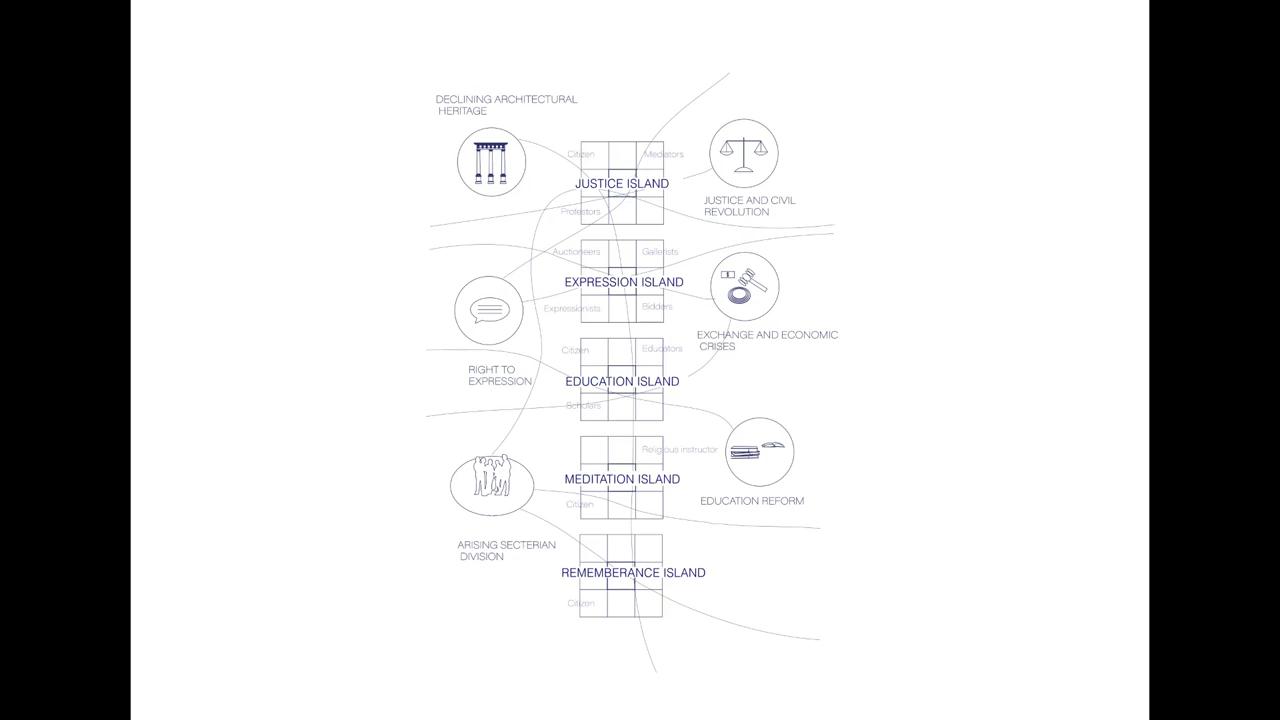 DECLINING ARCHITECTURAL
HERITAGE
Citizen
Mediators
JUSTICE ISLAND
Protestors
JUSTICE AND CIVIL
REVOLUTION
Auctioneers
Gallerists
EXPRESSION ISLAND
Expressionists
Bidders
EXCHANGE AND ECONOMIC
CRISES
RIGHT TO
EXPRESSION
Citizen
Educators
EDUCATION ISLAND
Scholars
Religious instructor
MEDITATION ISLAND
Citizen
EDUCATION REFORM
ARISING SECTERIAN
DIVISION
REMEMBERANCE ISLAND
Citizen